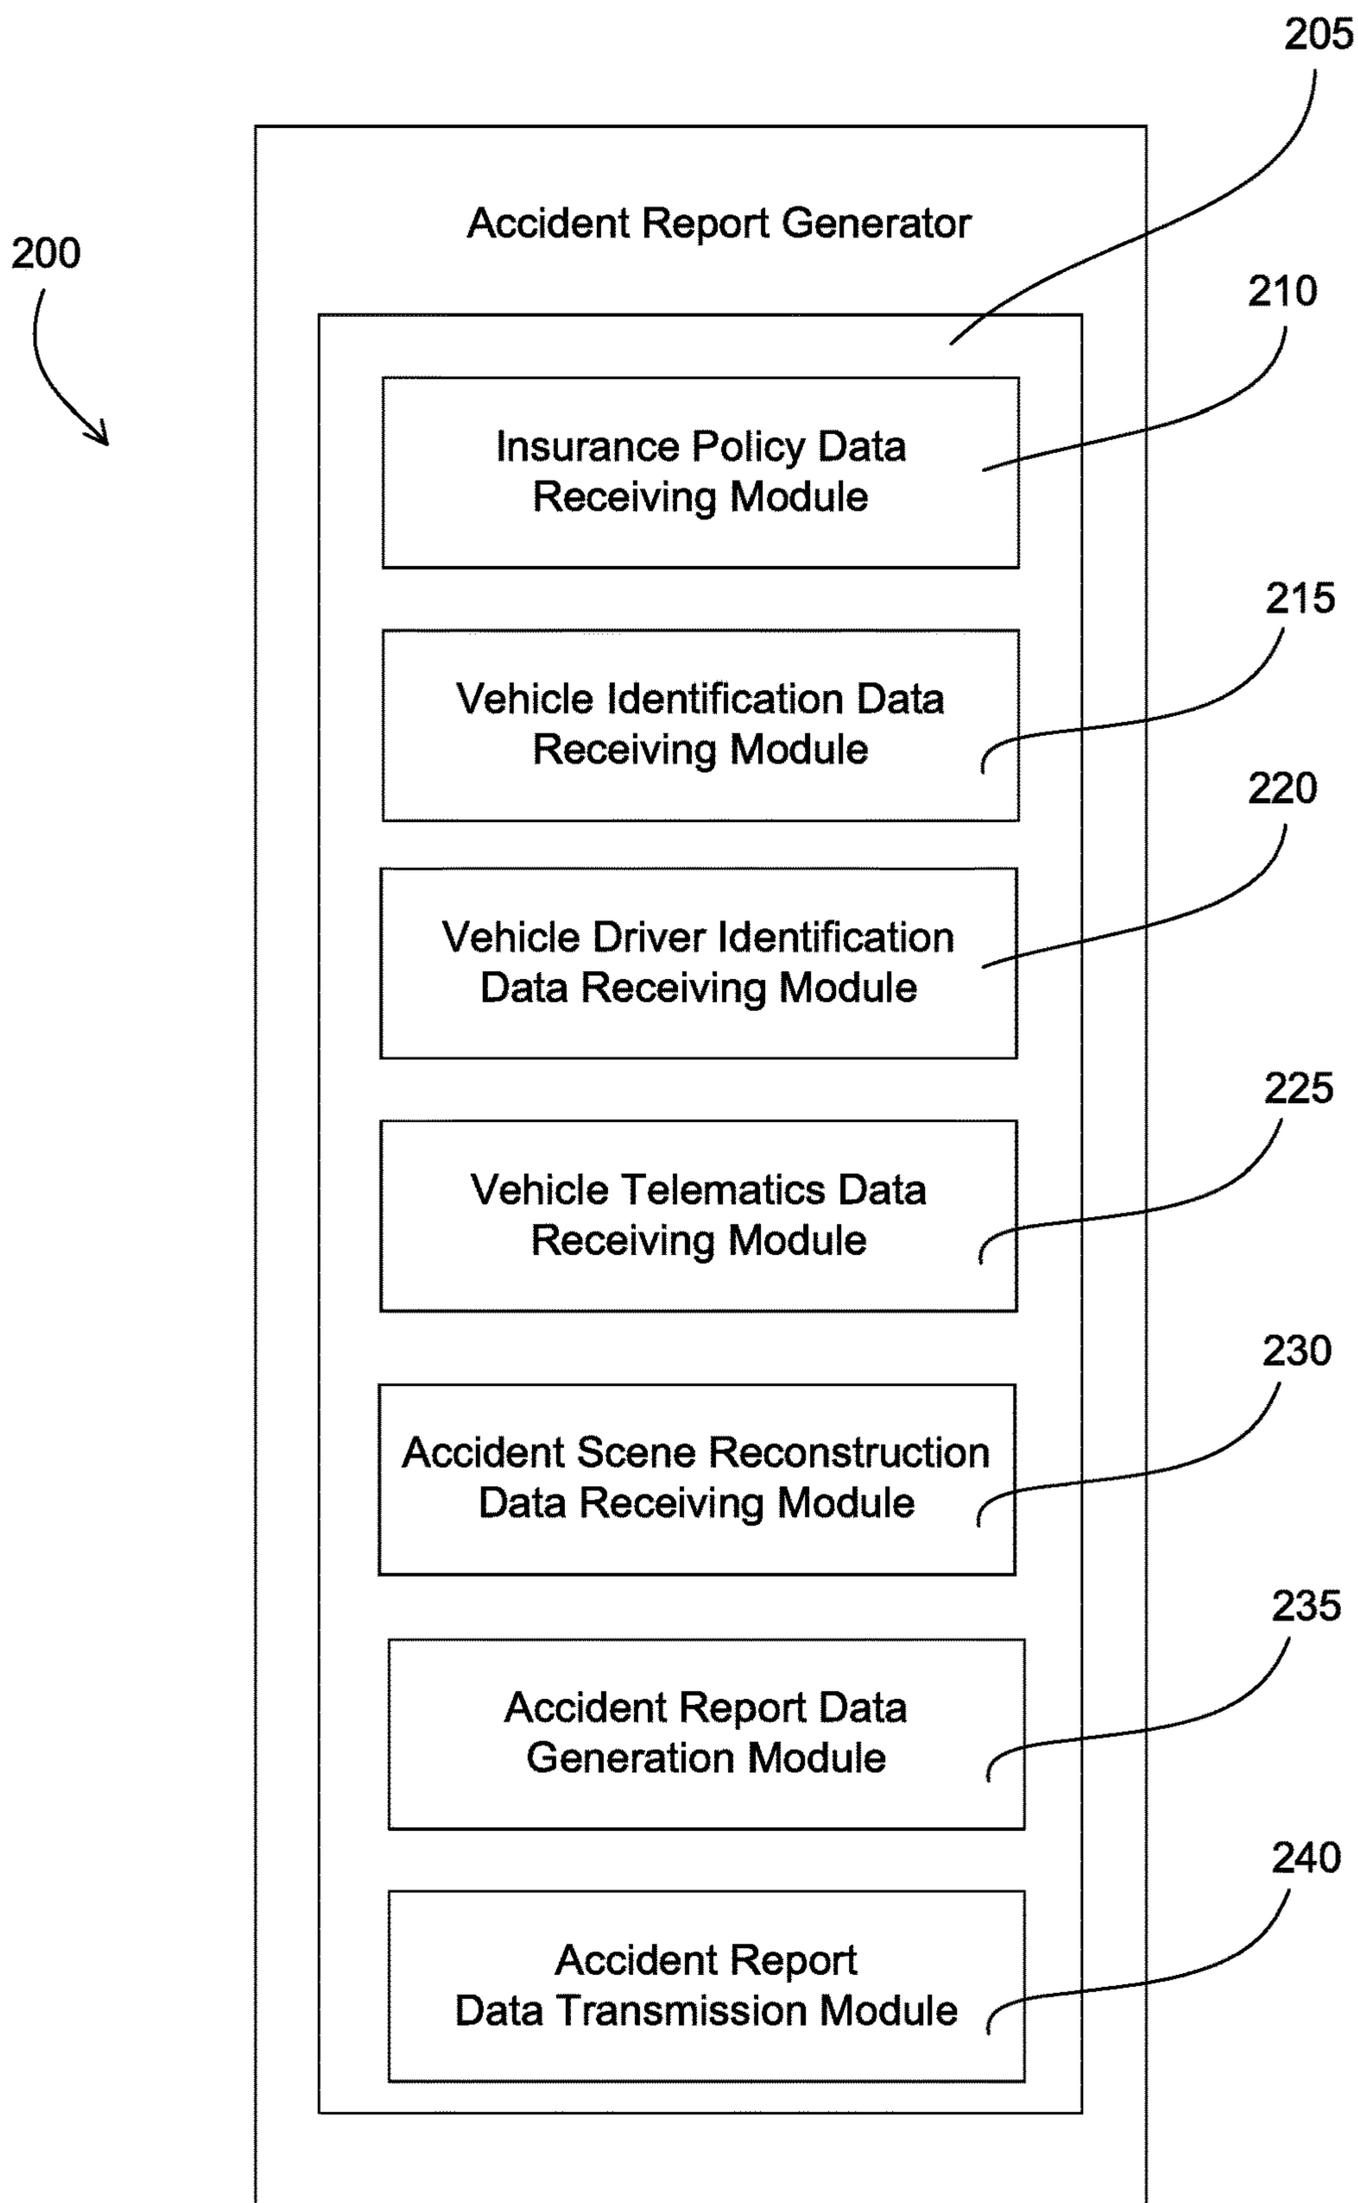 205
Accident Report Generator
200
210
Insurance Policy Data
Receiving Module
215
Vehicle Identification Data
Receiving Module
220
Vehicle Driver Identification
Data Receiving Module
225
Vehicle Telematics Data
Receiving Module
230
Accident Scene Reconstruction
Data Receiving Module
235
Accident Report Data
Generation Module
240
Accident Report
Data Transmission Module